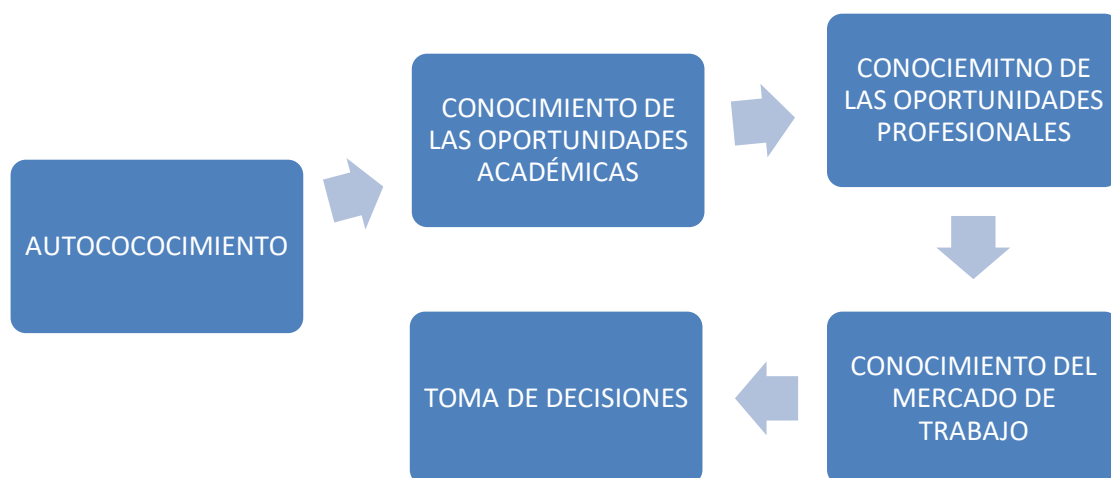 AUTOCOCOCIMIENTO
CONOCIMIENTO DE
LAS OPORTUNIDADES
ACADÉMICAS
CONOCIEMITNO DE
LAS OPORTUNIDADES
PROFESIONALES
CONOCIMIENTO DEL
MERCADO DE
TRABAJO
TOMA DE DECISIONES